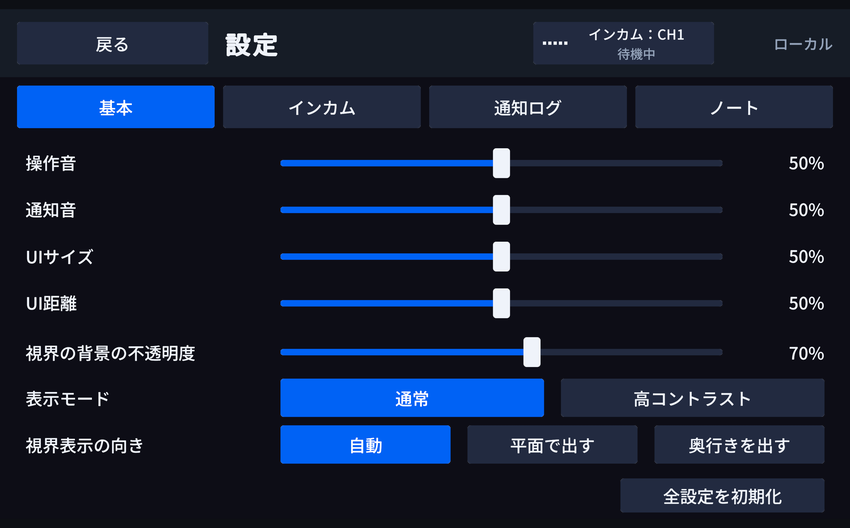 戻る
設定
インカム：CH1
待機中
ローカル
基本
インカム
通知ログ
ノート
操作音
50%
通知音
50%
UIサイズ
50%
UI距離
50%
視界の背景の不透明度
70%
表示モード
通常
高コントラスト
視界表示の向き
自動
平面で出す
奥行きを出す
全設定を初期化